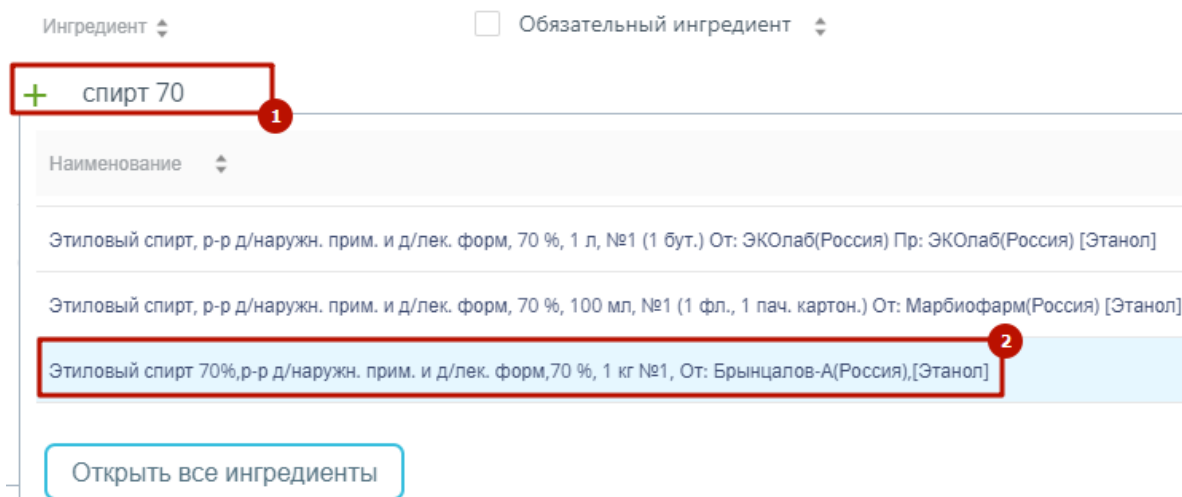 Ингредиент
Обязательный ингредиент
спирт 70
1
Наименование
Этиловый спирт, р-р д/наружн. прим. и д/лек. форм, 70 %, 1 л, №1 (1 бут.) От: ЭКОлаб(Россия) Пр: ЭКОлаб(Россия) [Этанол]
Этиловый спирт, р-р д/наружн. прим. и д/лек. форм, 70 %, 100 мл, №1 (1 фл., 1 пач. картон.) От: Марбиофарм(Россия) [Этанол]
2
Этиловый спирт 70%,р-р д/наружн. прим. и д/лек. форм,70 %, 1 кг №1, От: Брынцалов-А(Россия),[Этанол]
Открыть все ингредиенты